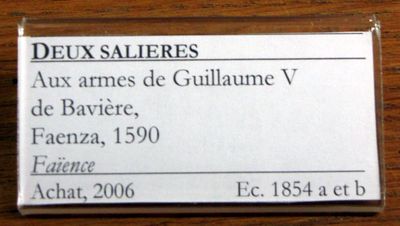 DEUX SALIERES
Aux armes de Guillaume V
de Bavière,
Faenza, 1590
Faïence
Achat, 2006 Ec. 1854 a et b